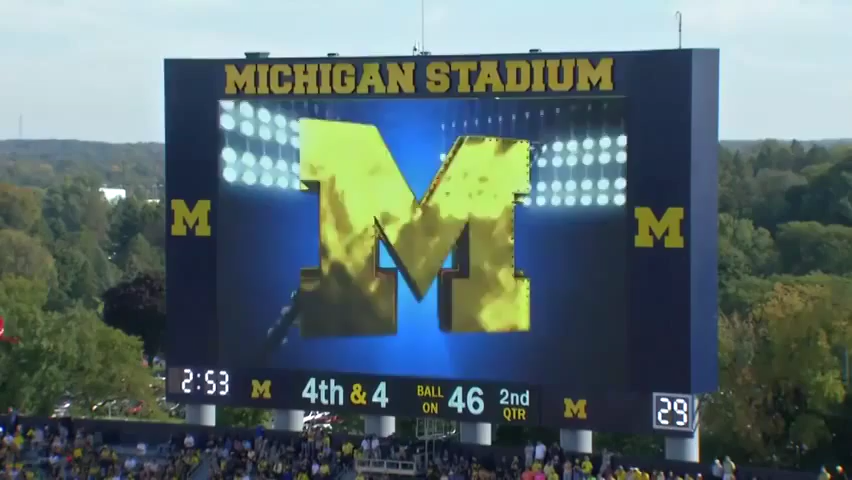 MICHIGAN STADIUM
M
M M
2:53 M 4th & 4 BALL ON 46 2nd QTR M 29